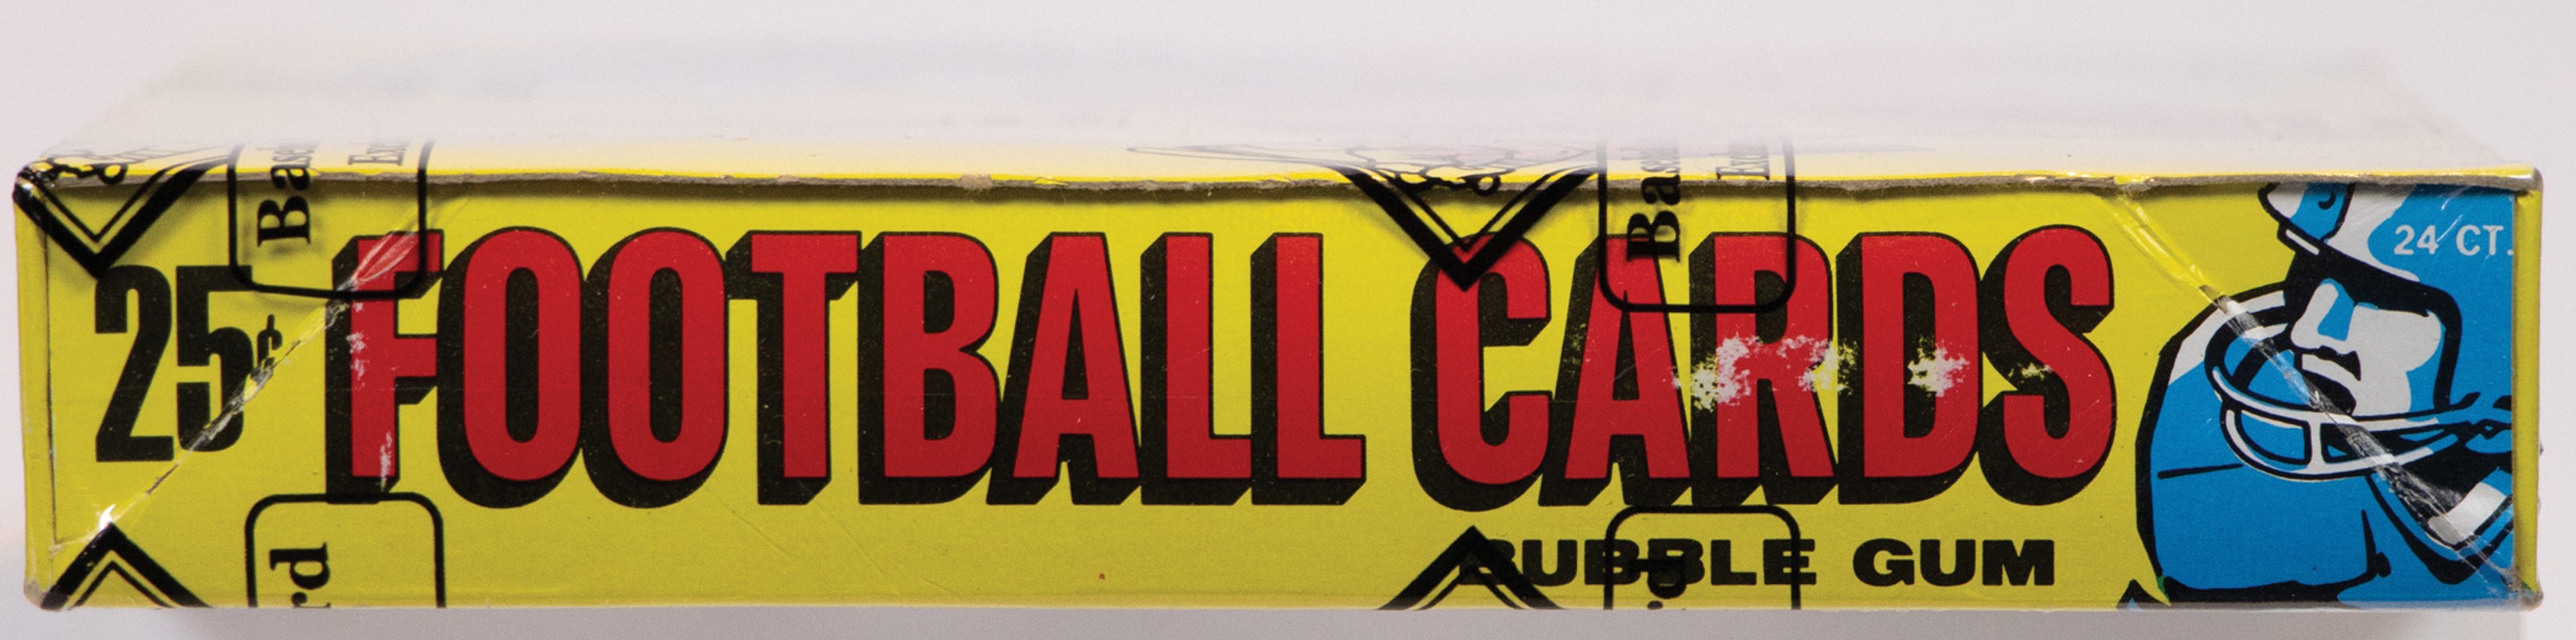 25¢ FOOTBALL CARDS
24 CT.
BUBBLE GUM